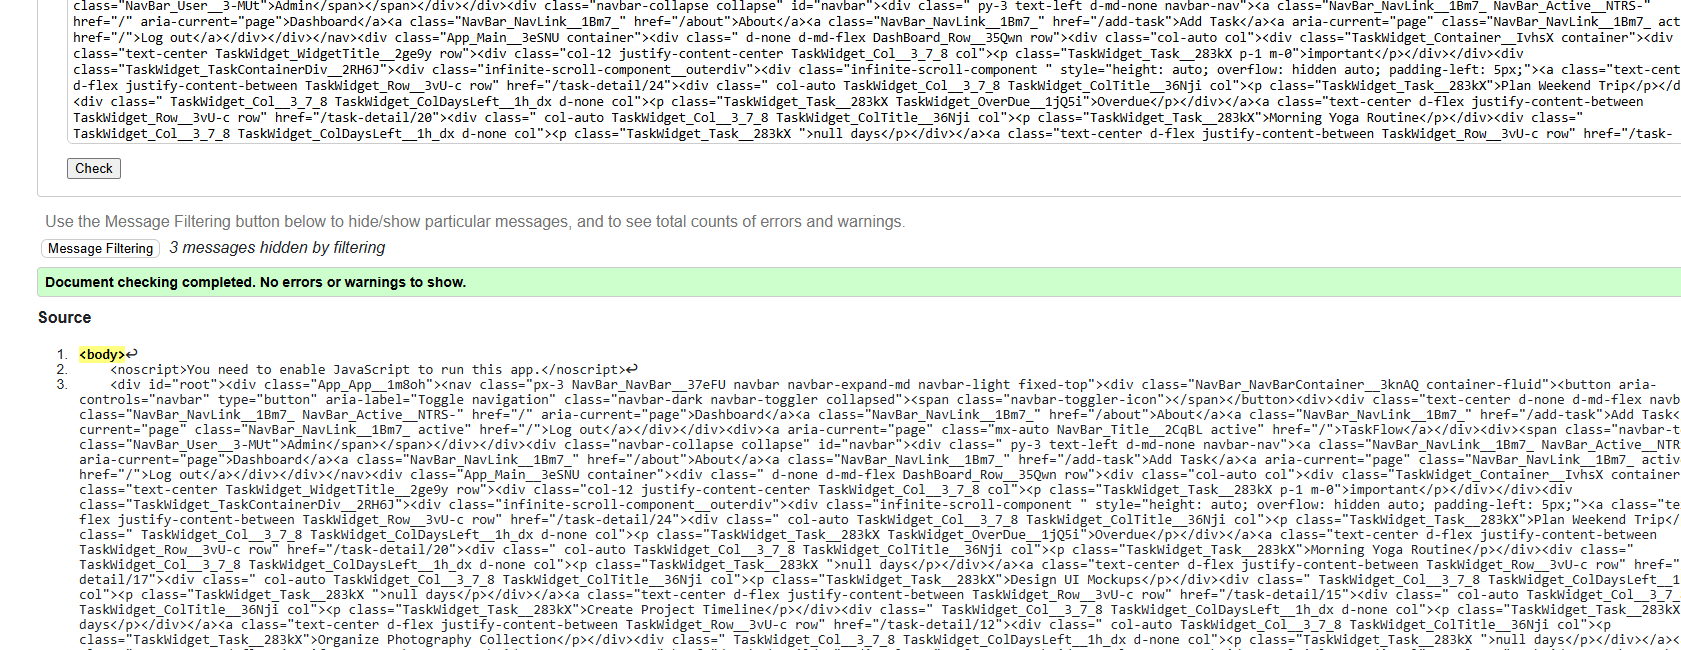 class="NavBar_User__3-MUt">Admin</span></span></div></div><div class="navbar-collapse collapse" id="navbar"><div class=" py-3 text-left d-md-none navbar-nav"><a class="NavBar_NavLink__1Bm7_ NavBar_Active__NTRS-"
href="/" aria-current="page">Dashboard</a><a class="NavBar_NavLink__1Bm7_" href="/about">About</a><a class="NavBar_NavLink__1Bm7_" href="/add-task">Add Task</a><a aria-current="page" class="NavBar_NavLink__1Bm7_ act
href="/">Log out</a></div></div></nav><div class="App_Main__3eSNU container"><div class=" d-none d-md-flex DashBoard_Row__35Qwn row"><div class="col-auto col"><div class="TaskWidget_Container__IvhsX container"><div
class="text-center TaskWidget_WidgetTitle__2ge9y row"><div class="col-12 justify-content-center TaskWidget_Col__3_7_8 col"><p class="TaskWidget_Task__283kX p-1 m-0">important</p></div></div><div
class="TaskWidget_TaskContainerDiv__2RH6J"><div class="infinite-scroll-component__outerdiv"><div class="infinite-scroll-component " style="height: auto; overflow: hidden auto; padding-left: 5px;"><a class="text-cent
d-flex justify-content-between TaskWidget_Row__3vU-c row" href="/task-detail/24"><div class=" col-auto TaskWidget_Col__3_7_8 TaskWidget_ColTitle__36Nji col"><p class="TaskWidget_Task__283kX">Plan Weekend Trip</p></d
<div class=" TaskWidget_Col__3_7_8 TaskWidget_ColDaysLeft__1h_dx d-none col"><p class="TaskWidget_Task__283kX TaskWidget_OverDue__1jQ5i">Overdue</p></div></a><a class="text-center d-flex justify-content-between
TaskWidget_Row__3vU-c row" href="/task-detail/20"><div class=" col-auto TaskWidget_Col__3_7_8 TaskWidget_ColTitle__36Nji col"><p class="TaskWidget_Task__283kX">Morning Yoga Routine</p></div><div class="
TaskWidget_Col__3_7_8 TaskWidget_ColDaysLeft__1h_dx d-none col"><p class="TaskWidget_Task__283kX ">null days</p></div></a><a class="text-center d-flex justify-content-between TaskWidget_Row__3vU-c row" href="/task-
Check
Use the Message Filtering button below to hide/show particular messages, and to see total counts of errors and warnings.
Message Filtering 3 messages hidden by filtering
Document checking completed. No errors or warnings to show.
Source
1. <body>↩
2. <noscript>You need to enable JavaScript to run this app.</noscript>↩
3. <div id="root"><div class="App_App__1m8oh"><nav class="px-3 NavBar_NavBar__37eFU navbar navbar-expand-md navbar-light fixed-top"><div class="NavBar_NavBarContainer__3knAQ container-fluid"><button aria-
controls="navbar" type="button" aria-label="Toggle navigation" class="navbar-dark navbar-toggler collapsed"><span class="navbar-toggler-icon"></span></button><div><div class="text-center d-none d-md-flex navb
class="NavBar_NavLink__1Bm7_ NavBar_Active__NTRS-" href="/" aria-current="page">Dashboard</a><a class="NavBar_NavLink__1Bm7_" href="/about">About</a><a class="NavBar_NavLink__1Bm7_" href="/add-task">Add Task<
current="page" class="NavBar_NavLink__1Bm7_ active" href="/">Log out</a></div></div><a aria-current="page" class="mx-auto NavBar_Title__2CqBL active" href="/">TaskFlow</a><div><span class="navbar-t
class="NavBar_User__3-MUt">Admin</span></span></div></div><div class="navbar-collapse collapse" id="navbar"><div class=" py-3 text-left d-md-none navbar-nav"><a class="NavBar_NavLink__1Bm7_ NavBar_Active__NTR
aria-current="page">Dashboard</a><a class="NavBar_NavLink__1Bm7_" href="/about">About</a><a class="NavBar_NavLink__1Bm7_" href="/add-task">Add Task</a><a aria-current="page" class="NavBar_NavLink__1Bm7_ activ
href="/">Log out</a></div></div></nav><div class="App_Main__3eSNU container"><div class=" d-none d-md-flex DashBoard_Row__35Qwn row"><div class="col-auto col"><div class="TaskWidget_Container__IvhsX container
class="text-center TaskWidget_WidgetTitle__2ge9y row"><div class="col-12 justify-content-center TaskWidget_Col__3_7_8 col"><p class="TaskWidget_Task__283kX p-1 m-0">important</p></div></div><div
class="TaskWidget_TaskContainerDiv__2RH6J"><div class="infinite-scroll-component__outerdiv"><div class="infinite-scroll-component " style="height: auto; overflow: hidden auto; padding-left: 5px;"><a class="te
flex justify-content-between TaskWidget_Row__3vU-c row" href="/task-detail/24"><div class=" col-auto TaskWidget_Col__3_7_8 TaskWidget_ColTitle__36Nji col"><p class="TaskWidget_Task__283kX">Plan Weekend Trip</
class=" TaskWidget_Col__3_7_8 TaskWidget_ColDaysLeft__1h_dx d-none col"><p class="TaskWidget_Task__283kX TaskWidget_OverDue__1jQ5i">Overdue</p></div></a><a class="text-center d-flex justify-content-between
TaskWidget_Row__3vU-c row" href="/task-detail/20"><div class=" col-auto TaskWidget_Col__3_7_8 TaskWidget_ColTitle__36Nji col"><p class="TaskWidget_Task__283kX">Morning Yoga Routine</p></div><div class="
TaskWidget_Col__3_7_8 TaskWidget_ColDaysLeft__1h_dx d-none col"><p class="TaskWidget_Task__283kX ">null days</p></div></a><a class="text-center d-flex justify-content-between TaskWidget_Row__3vU-c row" href="
detail/17"><div class=" col-auto TaskWidget_Col__3_7_8 TaskWidget_ColTitle__36Nji col"><p class="TaskWidget_Task__283kX">Design UI Mockups</p></div><div class=" TaskWidget_Col__3_7_8 TaskWidget_ColDaysLeft__1
col"><p class="TaskWidget_Task__283kX ">null days</p></div></a><a class="text-center d-flex justify-content-between TaskWidget_Row__3vU-c row" href="/task-detail/15"><div class=" col-auto TaskWidget_Col__3_7_
TaskWidget_ColTitle__36Nji col"><p class="TaskWidget_Task__283kX">Create Project Timeline</p></div><div class=" TaskWidget_Col__3_7_8 TaskWidget_ColDaysLeft__1h_dx d-none col"><p class="TaskWidget_Task__283kX
days</p></div></a><a class="text-center d-flex justify-content-between TaskWidget_Row__3vU-c row" href="/task-detail/12"><div class=" col-auto TaskWidget_Col__3_7_8 TaskWidget_ColTitle__36Nji col"><p
class="TaskWidget_Task__283kX">Organize Photography Collection</p></div><div class=" TaskWidget_Col__3_7_8 TaskWidget_ColDaysLeft__1h_dx d-none col"><p class="TaskWidget_Task__283kX ">null days</p></div></a><